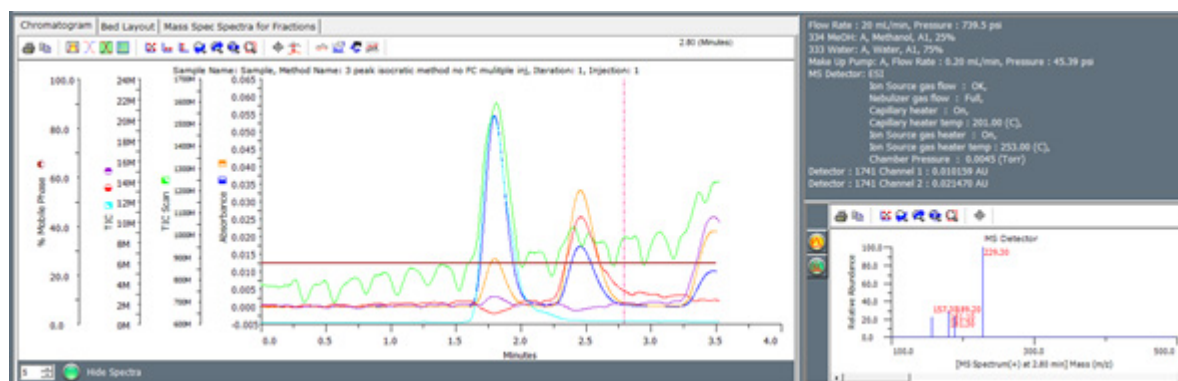 Chromatogram Bed Layout Mass Spec Spectra for Fractions
2.80 (Minutes)
Sample Name: Sample, Method Name: 3 peak isocratic method no FC mulitple inj, Iteration: 1, Injection: 1
100.0 80.0 60.0 40.0 20.0 0.0
% Mobile Phase
24M 22M 20M 18M 16M 14M 12M 10M 8M 6M 4M 2M 0M
TIC
1700M 1600M 1500M 1400M 1300M 1200M 1100M 1000M 900M 800M 700M 600M
TIC Scan
0.065 0.060 0.055 0.050 0.045 0.040 0.035 0.030 0.025 0.020 0.015 0.010 0.005 0.000 -0.005
Absorbance
0.0 0.5 1.0 1.5 2.0 2.5 3.0 3.5 4.0
Minutes
5 Hide Spectra
Flow Rate : 20 mL/min, Pressure : 739.5 psi
334 MeOH: A, Methanol, A1, 25%
333 Water: A, Water, A1, 75%
Make Up Pump: A, Flow Rate : 0.20 mL/min, Pressure : 45.39 psi
MS Detector: ESI
Ion Source gas flow : OK,
Nebulizer gas flow : Full,
Capillary heater : On,
Capillary heater temp : 201.00 (C),
Ion Source gas heater : On,
Ion Source gas heater temp : 253.00 (C),
Chamber Pressure : 0.0045 (Torr)
Detector : 1741 Channel 1 : 0.010159 AU
Detector : 1741 Channel 2 : 0.021470 AU
MS Detector
100.0 80.0 60.0 40.0 20.0 0.0
Relative Abundance
229.20
100.0 300.0 500.0
[MS Spectrum(+) at 2.80 min] Mass (m/z)